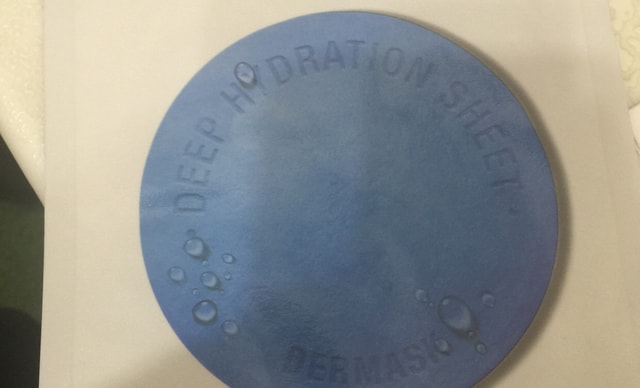 DEEP HYDRATION SHEET
DERMASK